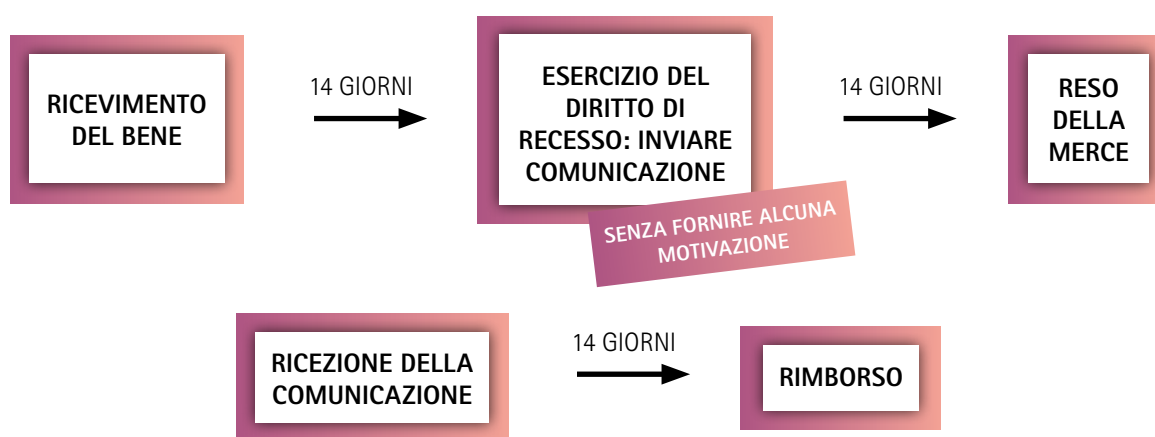 RICEVIMENTO
DEL BENE
14 GIORNI
ESERCIZIO DEL
DIRITTO DI
RECESSO: INVIARE
COMUNICAZIONE
SENZA FORNIRE ALCUNA
MOTIVAZIONE
14 GIORNI
RESO
DELLA
MERCE
RICEZIONE DELLA
COMUNICAZIONE
14 GIORNI
RIMBORSO